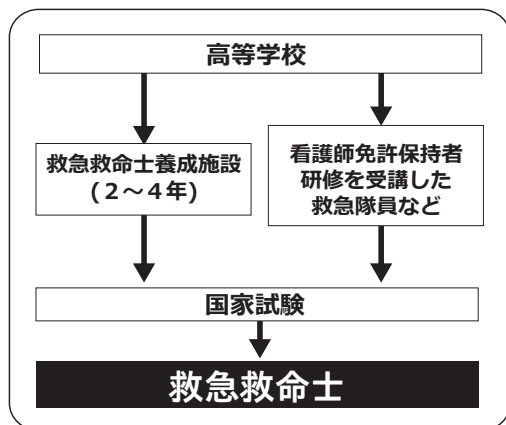 高等学校
救急救命士養成施設
(2～4年)
看護師免許保持者
研修を受講した
救急隊員など
国家試験
救急救命士